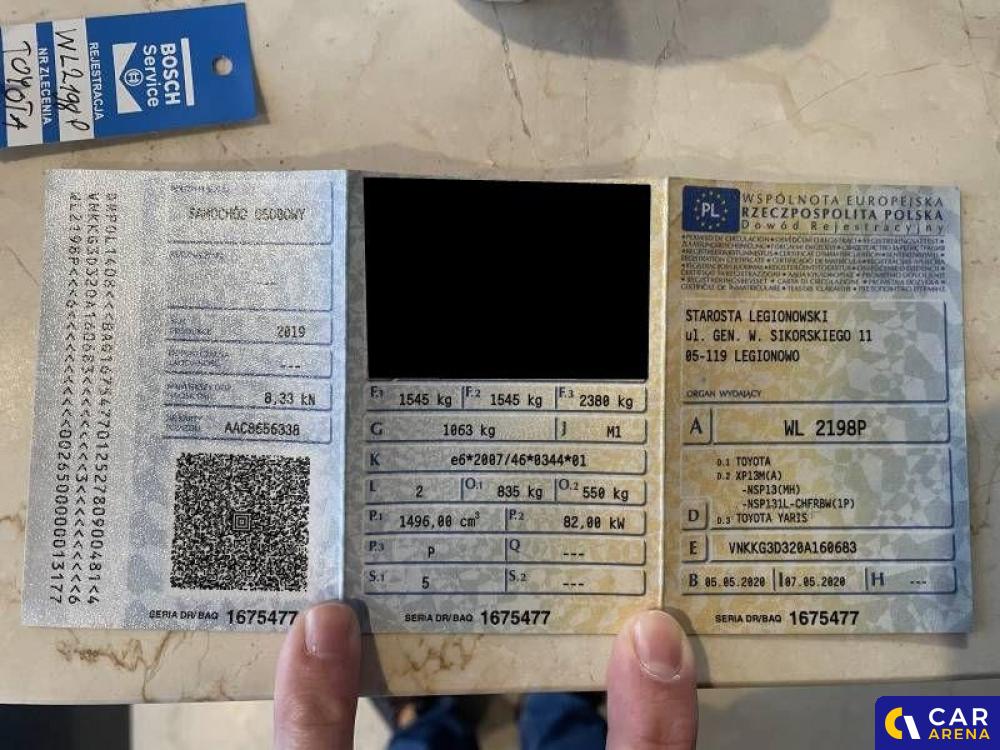 BOSCH
Service
REJESTRACJA
WL2198P
NR ZLECENIA
TOYOTA
SAMOCHÓD OSOBOWY
---
2019
---
8,33 kN
AAC8656338
SERIA DR/BAQ 1675477
F.1 1545 kg F.2 1545 kg F.3 2380 kg
G 1063 kg J M1
K e6*2007/46*0344*01
L 2 O.1 835 kg O.2 550 kg
P.1 1496,00 cm³ P.2 82,00 kW
P.3 P Q ---
S.1 5 S.2 ---
SERIA DR/BAQ 1675477
PL
WSPÓLNOTA EUROPEJSKA
RZECZPOSPOLITA POLSKA
Dowód Rejestracyjny
STAROSTA LEGIONOWSKI
ul. GEN. W. SIKORSKIEGO 11
05-119 LEGIONOWO
ORGAN WYDAJĄCY
A WL 2198P
D
D.1 TOYOTA
D.2 XP13M(A)
-NSP13(MH)
-NSP131L-CHFRBW(1P)
D.3 TOYOTA YARIS
E VNKKG3D320A160683
B 05.05.2020 I 07.05.2020 H ---
SERIA DR/BAQ 1675477
CAR
ARENA